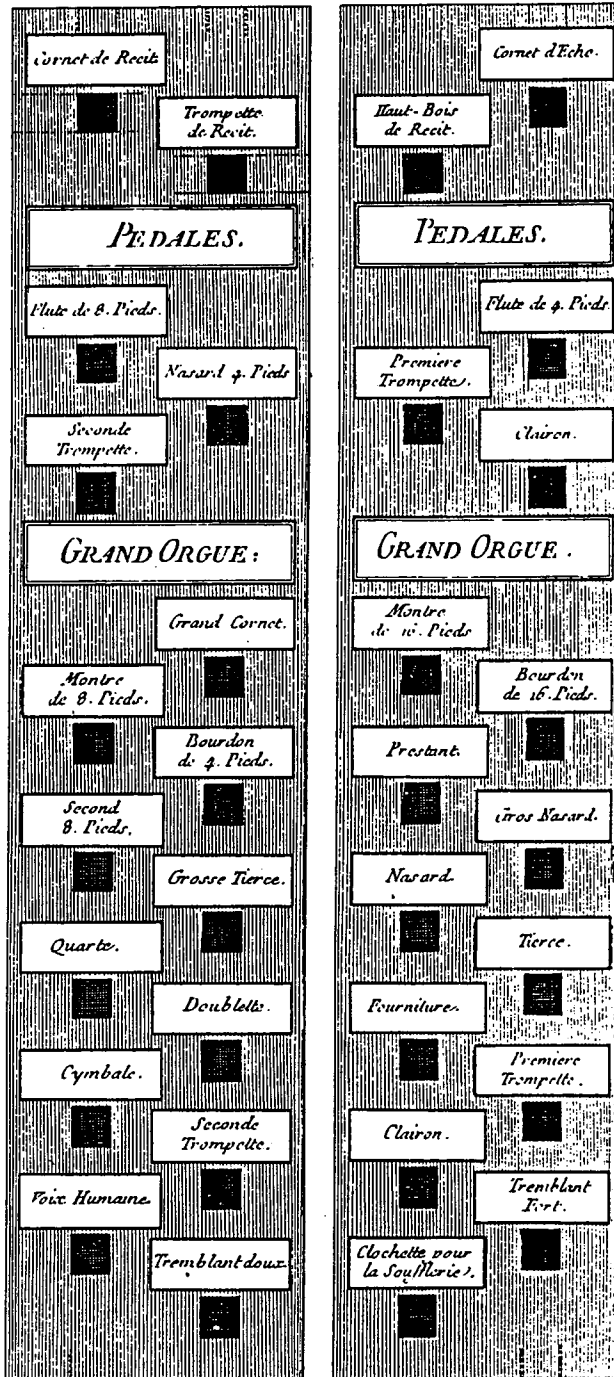 Cornet de Recit
Trompette
de Recit.
PEDALES.
Flute de 8. Pieds.
Nasard 4. Pieds
Seconde
Trompette.
GRAND ORGUE:
Grand Cornet.
Montre
de 8. Pieds.
Bourdon
de 4. Pieds.
Second
8. Pieds.
Grosse Tierce.
Quarte.
Doublette.
Cymbale.
Seconde
Trompette.
Voix Humaine.
Tremblant doux.
Cornet d'Echo.
Haut-Bois
de Recit.
PEDALES.
Flute de 4. Pieds.
Premiere
Trompette.
Clairon.
GRAND ORGUE.
Montre
de 16. Pieds
Bourdon
de 16. Pieds.
Prestant.
Gros Nasard.
Nasard.
Tierce.
Fourniture.
Premiere
Trompette.
Clairon.
Tremblant
Fort.
Clochette pour
la Soufflerie.